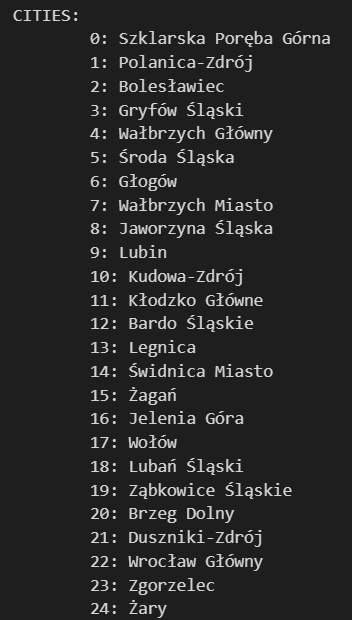 CITIES:
0: Szklarska Poręba Górna
1: Polanica-Zdrój
2: Bolesławiec
3: Gryfów Śląski
4: Wałbrzych Główny
5: Środa Śląska
6: Głogów
7: Wałbrzych Miasto
8: Jaworzyna Śląska
9: Lubin
10: Kudowa-Zdrój
11: Kłodzko Główne
12: Bardo Śląskie
13: Legnica
14: Świdnica Miasto
15: Żagań
16: Jelenia Góra
17: Wołów
18: Lubań Śląski
19: Ząbkowice Śląskie
20: Brzeg Dolny
21: Duszniki-Zdrój
22: Wrocław Główny
23: Zgorzelec
24: Żary